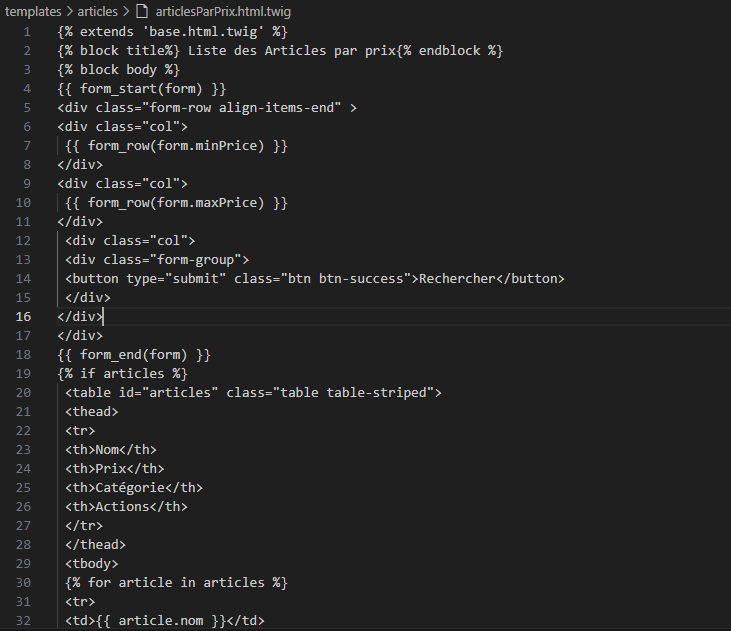 templates > articles > articlesParPrix.html.twig
1 {% extends 'base.html.twig' %}
2 {% block title%} Liste des Articles par prix{% endblock %}
3 {% block body %}
4 {{ form_start(form) }}
5 <div class="form-row align-items-end" >
6 <div class="col">
7 {{ form_row(form.minPrice) }}
8 </div>
9 <div class="col">
10 {{ form_row(form.maxPrice) }}
11 </div>
12 <div class="col">
13 <div class="form-group">
14 <button type="submit" class="btn btn-success">Rechercher</button>
15 </div>
16 </div>
17 </div>
18 {{ form_end(form) }}
19 {% if articles %}
20 <table id="articles" class="table table-striped">
21 <thead>
22 <tr>
23 <th>Nom</th>
24 <th>Prix</th>
25 <th>Catégorie</th>
26 <th>Actions</th>
27 </tr>
28 </thead>
29 <tbody>
30 {% for article in articles %}
31 <tr>
32 <td>{{ article.nom }}</td>